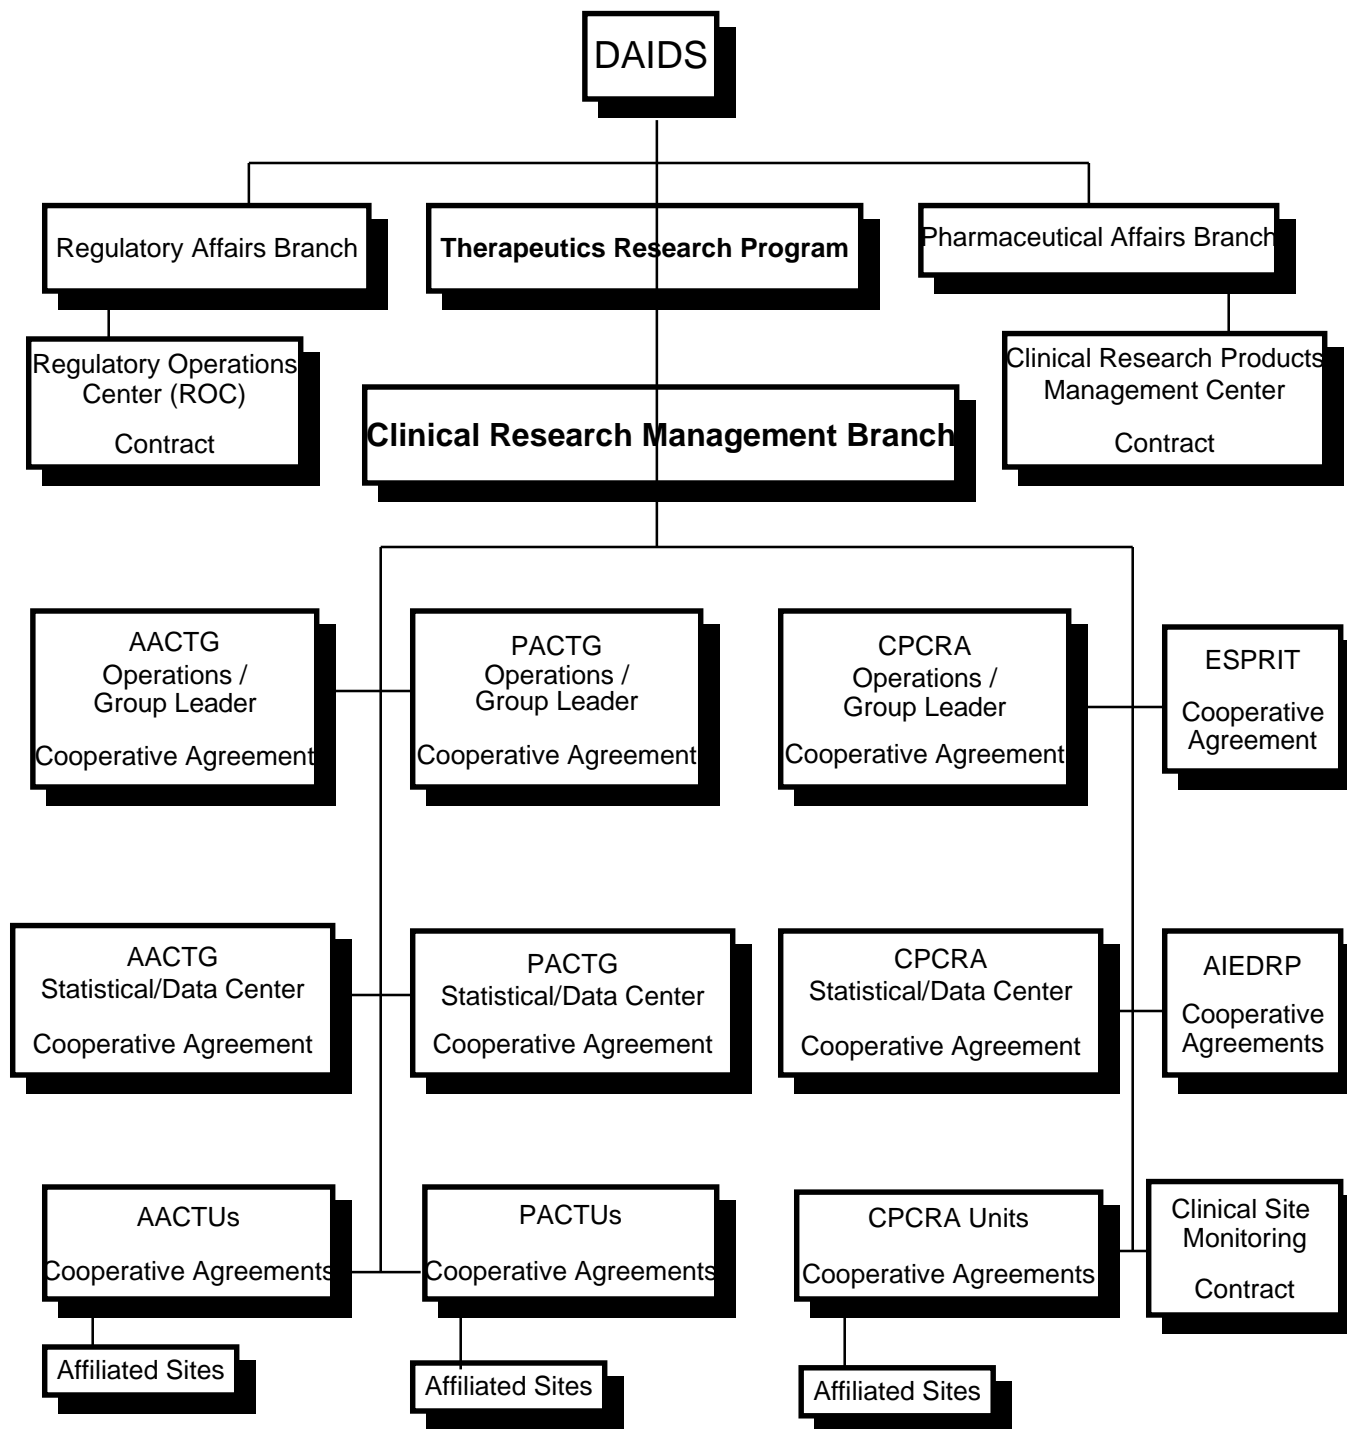 DAIDS
Regulatory Affairs Branch
Therapeutics Research Program
Pharmaceutical Affairs Branch
Regulatory Operations
Center (ROC)
Contract
Clinical Research Products
Management Center
Contract
Clinical Research Management Branch
AACTG
Operations /
Group Leader
Cooperative Agreement
PACTG
Operations /
Group Leader
Cooperative Agreement
CPCRA
Operations /
Group Leader
Cooperative Agreement
ESPRIT
Cooperative
Agreement
AACTG
Statistical/Data Center
Cooperative Agreement
PACTG
Statistical/Data Center
Cooperative Agreement
CPCRA
Statistical/Data Center
Cooperative Agreement
AIEDRP
Cooperative
Agreements
AACTUs
Cooperative Agreements
PACTUs
Cooperative Agreements
CPCRA Units
Cooperative Agreements
Clinical Site
Monitoring
Contract
Affiliated Sites
Affiliated Sites
Affiliated Sites